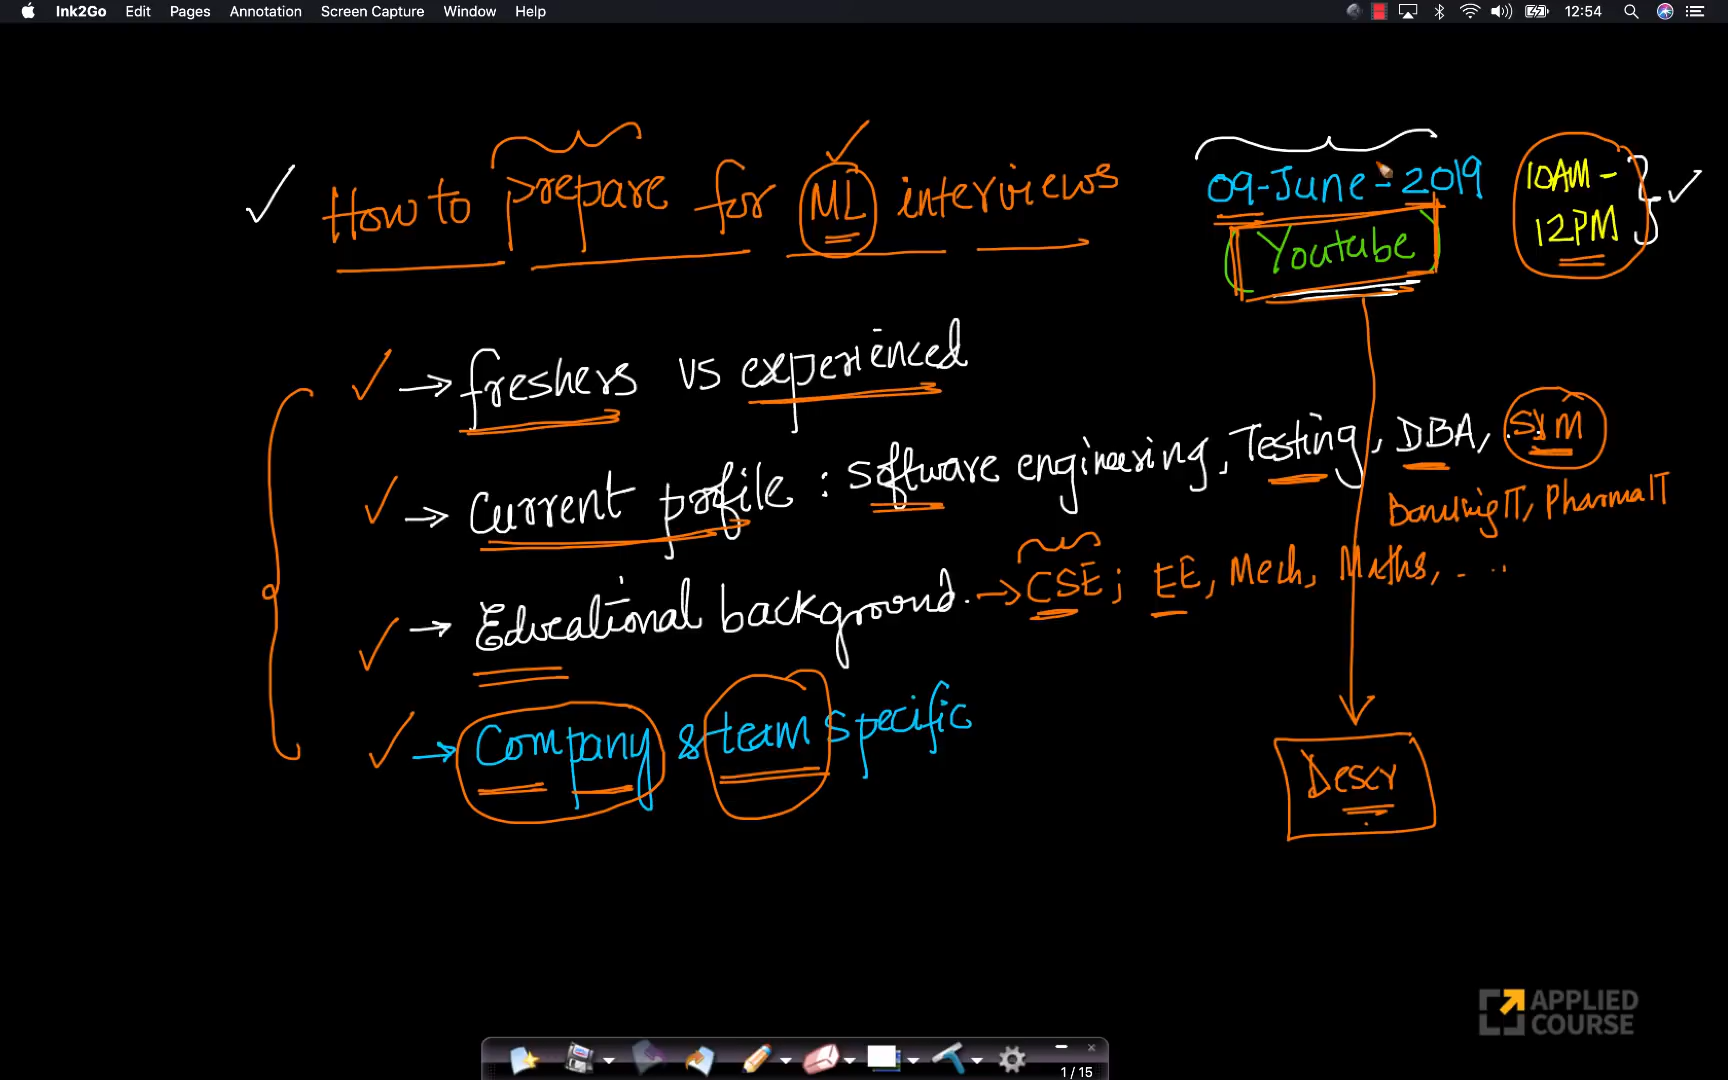 Ink2Go Edit Pages Annotation Screen Capture Window Help 12:54
How to prepare for ML interviews
09-June-2019
10AM -
12PM
Youtube
→ freshers vs experienced
→ Current profile : Software engineering, Testing, DBA,
BankingIT, PharmaIT
→ Educational background. → CSE; EE, Mech, Maths, ...
→ Company & team specific
Descr
APPLIED
COURSE
1 / 15